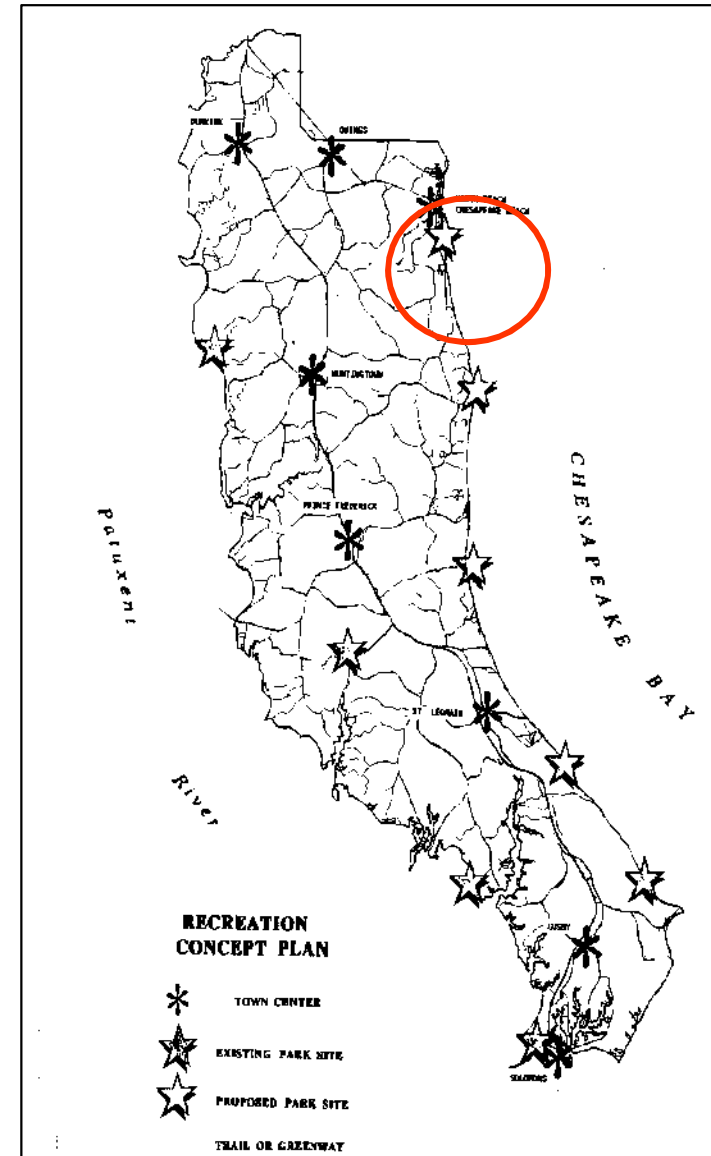 OWINGS
CHESAPEAKE BEACH
HUNTINGTOWN
PRINCE FREDERICK
CHESAPEAKE BAY
Patuxent
ST LEONARD
River
LUSBY
SOLOMONS
RECREATION
CONCEPT PLAN
TOWN CENTER
EXISTING PARK SITE
PROPOSED PARK SITE
TRAIL OR GREENWAY